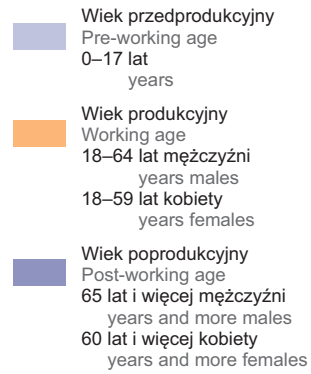 Wiek przedprodukcyjny
Pre-working age
0–17 lat
years
Wiek produkcyjny
Working age
18–64 lat mężczyźni
years males
18–59 lat kobiety
years females
Wiek poprodukcyjny
Post-working age
65 lat i więcej mężczyźni
years and more males
60 lat i więcej kobiety
years and more females